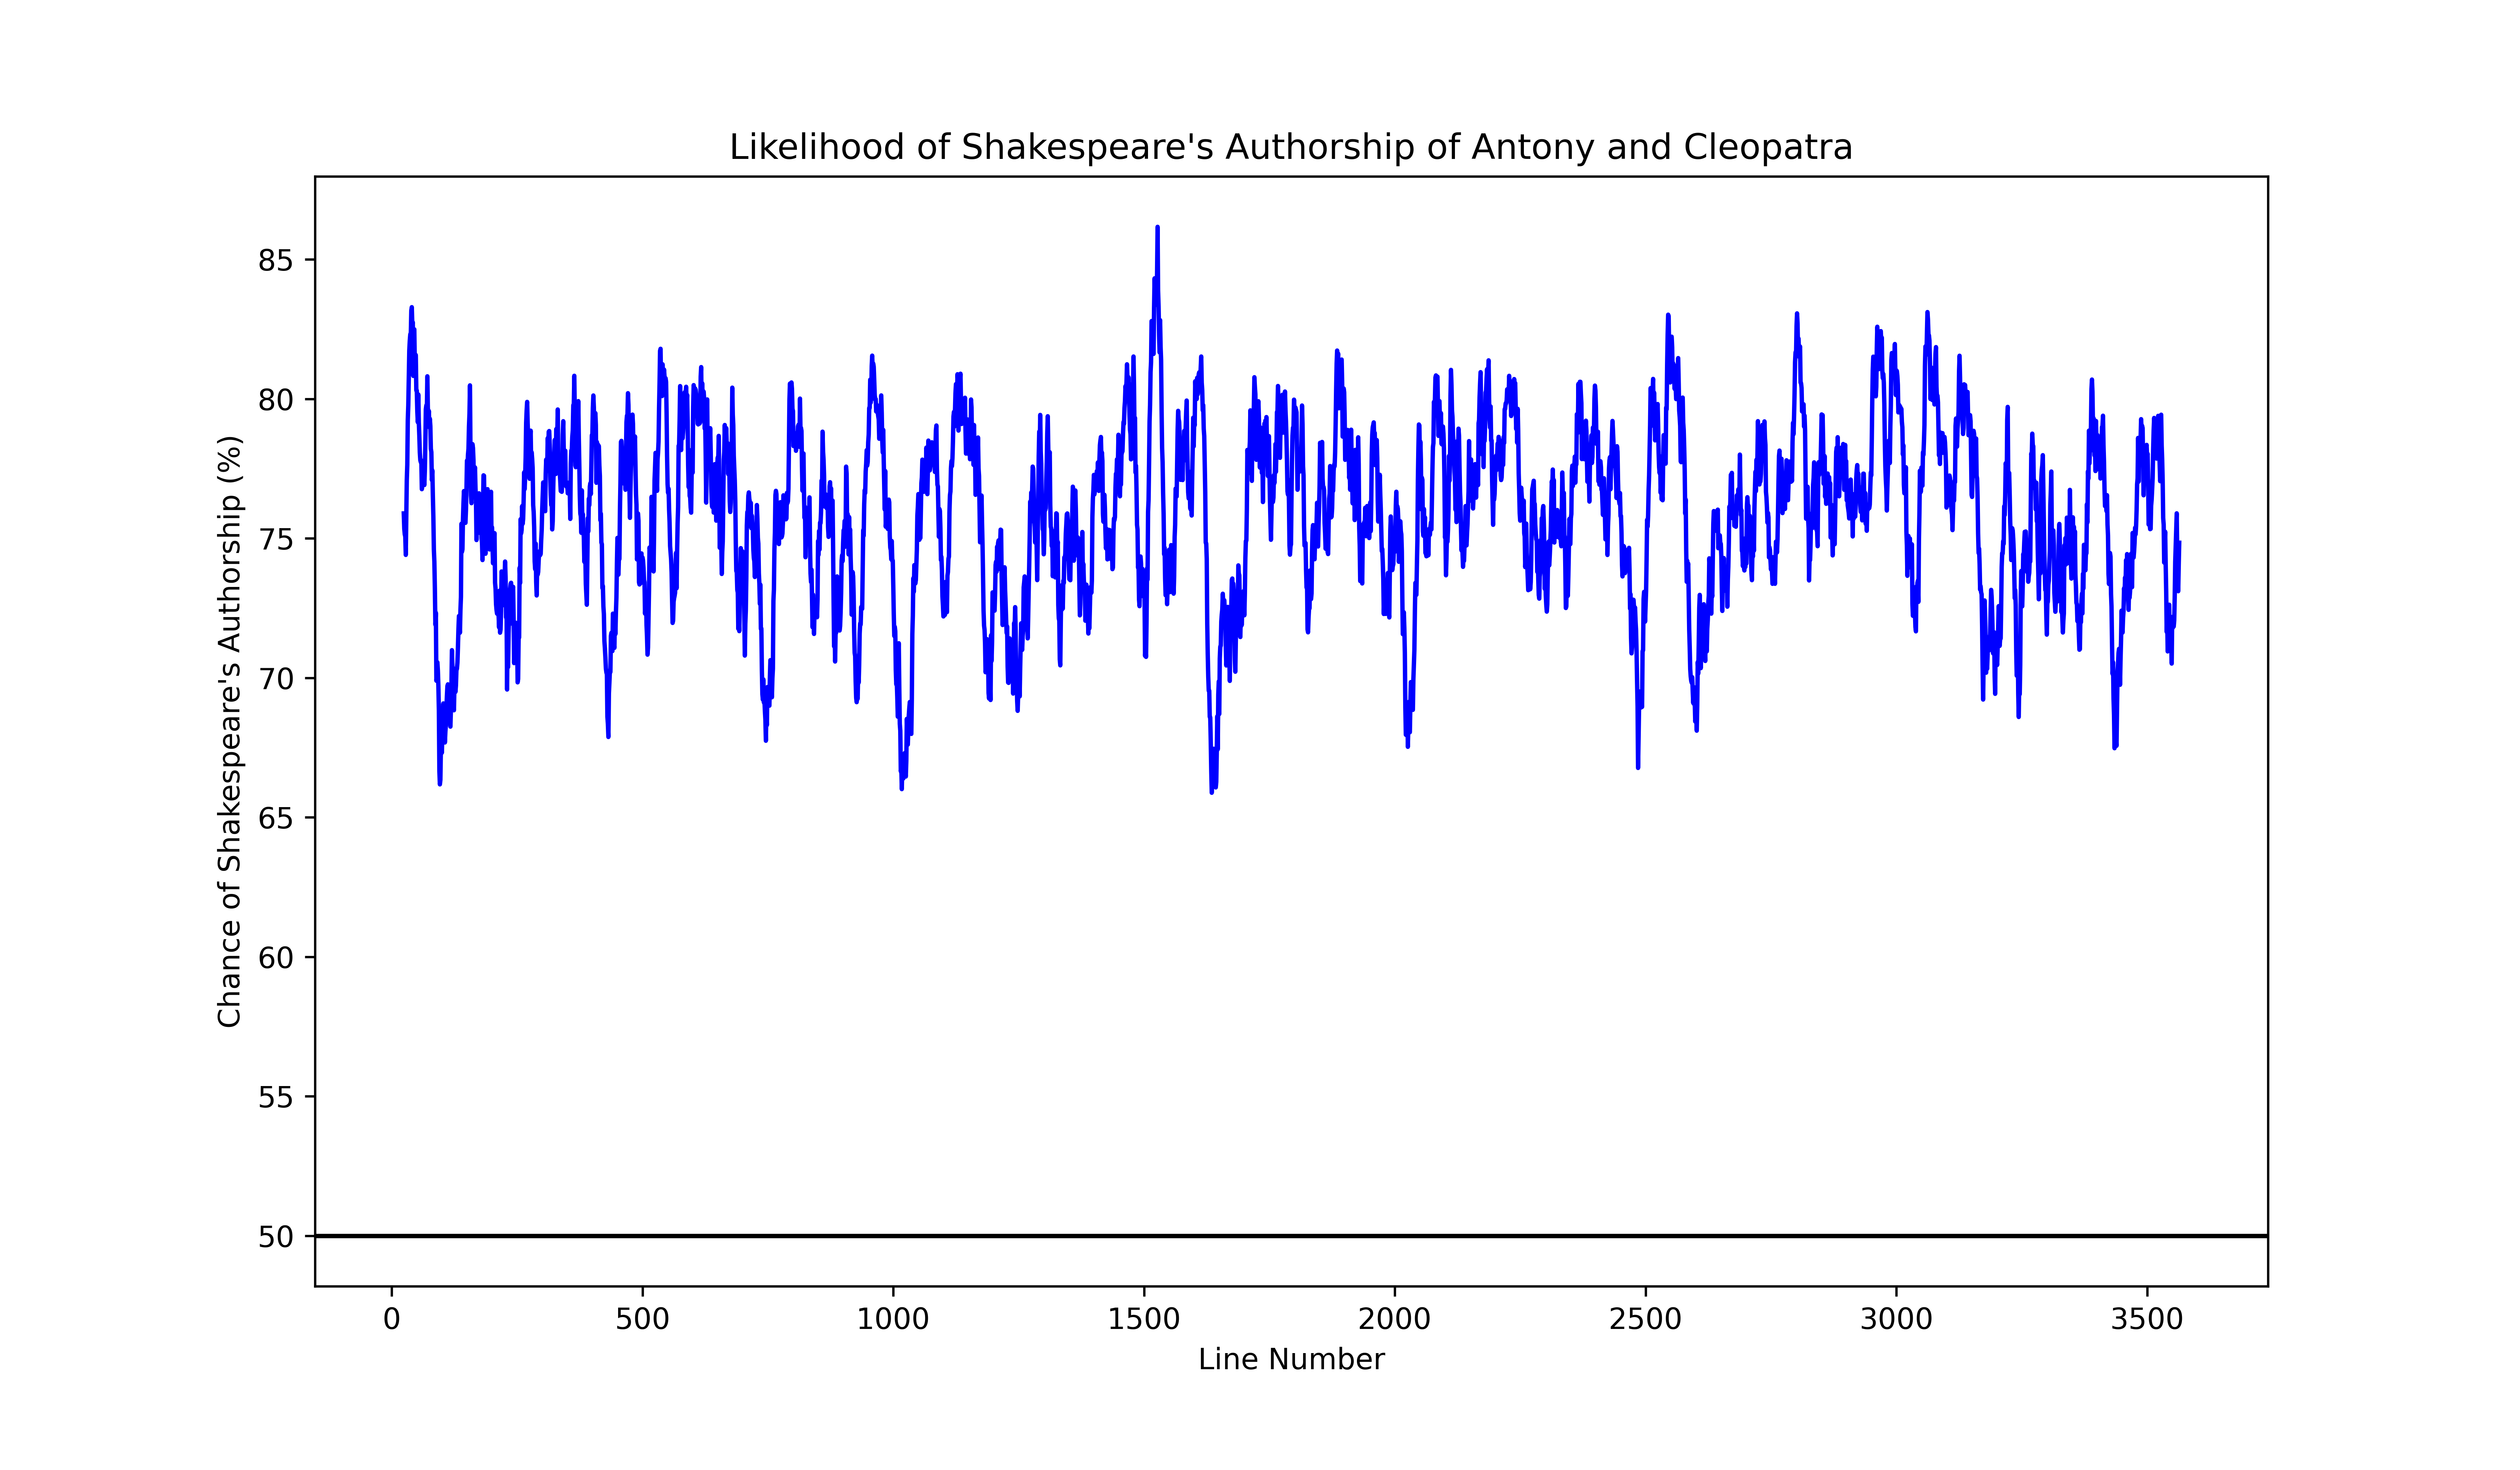 Likelihood of Shakespeare's Authorship of Antony and Cleopatra
Chance of Shakespeare's Authorship (%)
85
80
75
70
65
60
55
50
0 500 1000 1500 2000 2500 3000 3500
Line Number